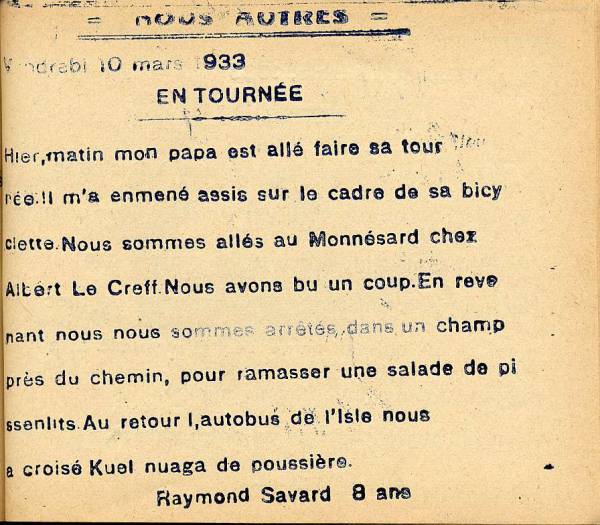 = NOUS AUTRES =
Vendrabi 10 mars 1933
EN TOURNÉE
Hier,matin mon papa est allé faire sa tour
née.Il m'a enmené assis sur le cadre de sa bicy
clette.Nous sommes allés au Monnésard chez
Albért Le Creff.Nous avons bu un coup.En reve
nant nous nous sommes arrêtés,dans un champ
près du chemin, pour ramasser une salade de pi
ssenlits.Au retour l,autobus de l'Isle nous
a croisé Kuel nuaga de poussière.
Raymond Savard 8 ans